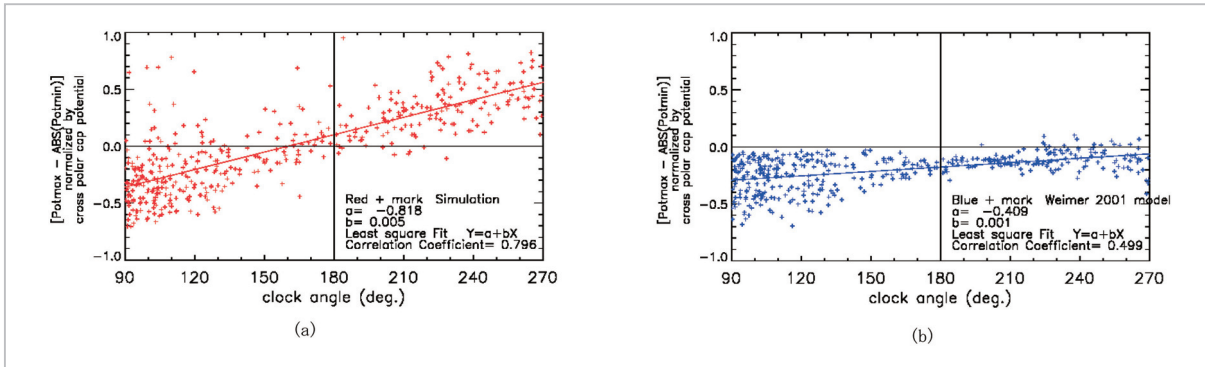 [Potmax - ABS(Potmin)]
normalized by
cross polar cap potential
1.0
0.5
0.0
-0.5
-1.0
90 120 150 180 210 240 270
clock angle (deg.)
Red + mark Simulation
a= -0.818
b= 0.005
Least square Fit Y=a+bX
Correlation Coefficient= 0.796
(a)
[Potmax - ABS(Potmin)]
normalized by
cross polar cap potential
1.0
0.5
0.0
-0.5
-1.0
90 120 150 180 210 240 270
clock angle (deg.)
Blue + mark Weimer 2001 model
a= -0.409
b= 0.001
Least square Fit Y=a+bX
Correlation Coefficient= 0.499
(b)